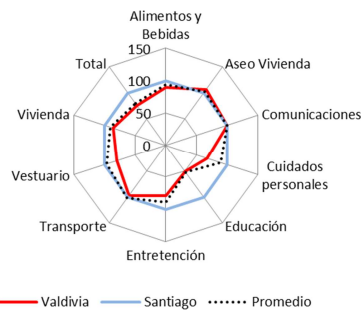 Alimentos y
Bebidas
150
100
50
0
Aseo Vivienda
Comunicaciones
Cuidados
personales
Educación
Entretención
Transporte
Vestuario
Vivienda
Total
Valdivia
Santiago
Promedio